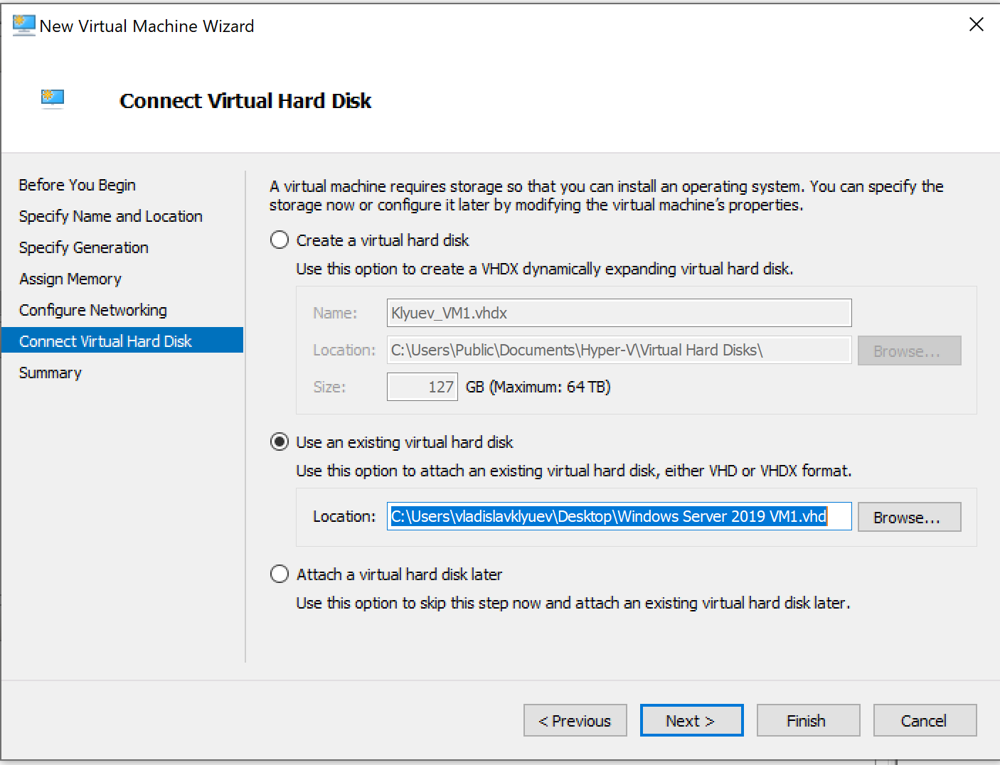 New Virtual Machine Wizard
Connect Virtual Hard Disk
Before You Begin
Specify Name and Location
Specify Generation
Assign Memory
Configure Networking
Connect Virtual Hard Disk
Summary
A virtual machine requires storage so that you can install an operating system. You can specify the
storage now or configure it later by modifying the virtual machine's properties.
Create a virtual hard disk
Use this option to create a VHDX dynamically expanding virtual hard disk.
Name: Klyuev_VM1.vhdx
Location: C:\Users\Public\Documents\Hyper-V\Virtual Hard Disks\ Browse...
Size: 127 GB (Maximum: 64 TB)
Use an existing virtual hard disk
Use this option to attach an existing virtual hard disk, either VHD or VHDX format.
Location: C:\Users\vladislavklyuev\Desktop\Windows Server 2019 VM1.vhd Browse...
Attach a virtual hard disk later
Use this option to skip this step now and attach an existing virtual hard disk later.
< Previous Next > Finish Cancel